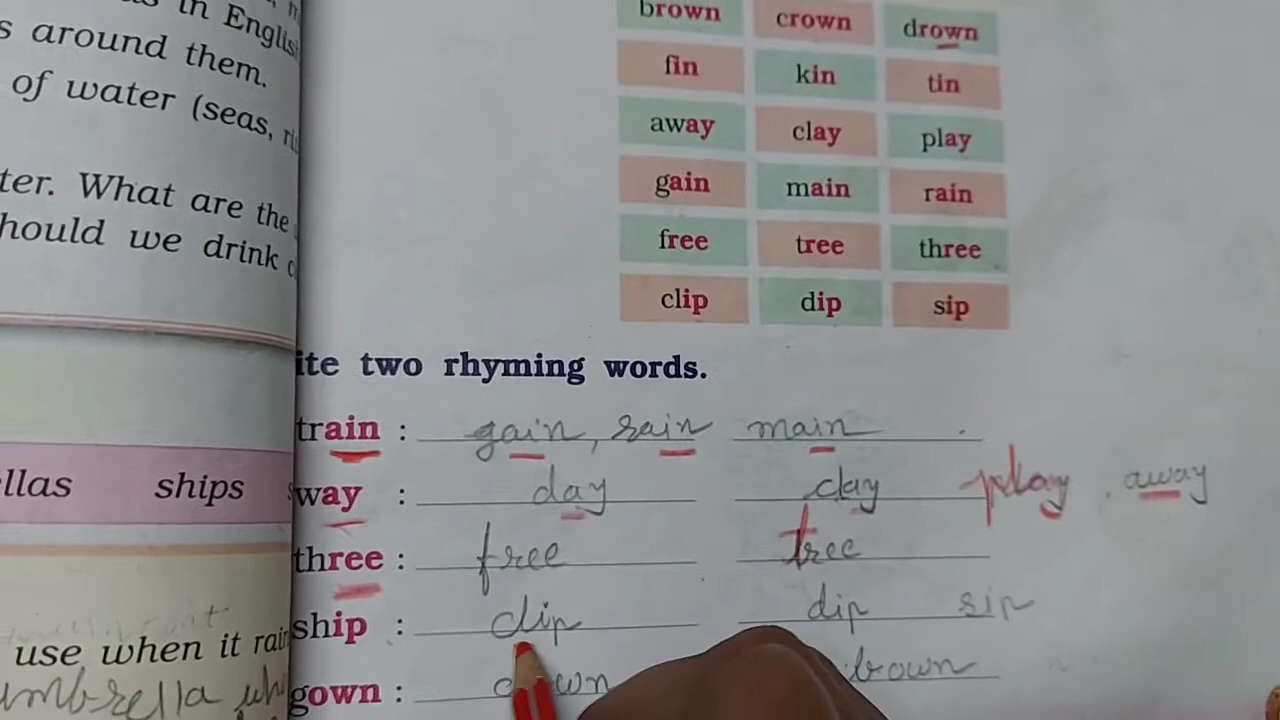 in English
s around them.
of water (seas,
ter. What are the
hould we drink
llas ships
use when it rai
mbrella
brown crown drown
fin kin tin
away clay play
gain main rain
free tree three
clip dip sip
ite two rhyming words.
train : gain, rain main
way : day clay play, away
three : free tree
ship : clip dip sip
gown : brown